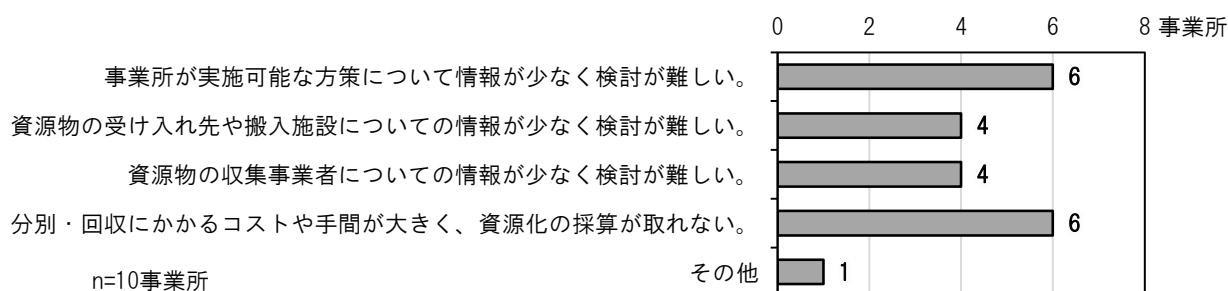 0 2 4 6 8 事業所
事業所が実施可能な方策について情報が少なく検討が難しい。 6
資源物の受け入れ先や搬入施設についての情報が少なく検討が難しい。 4
資源物の収集事業者についての情報が少なく検討が難しい。 4
分別・回収にかかるコストや手間が大きく、資源化の採算が取れない。 6
その他 1
n=10事業所